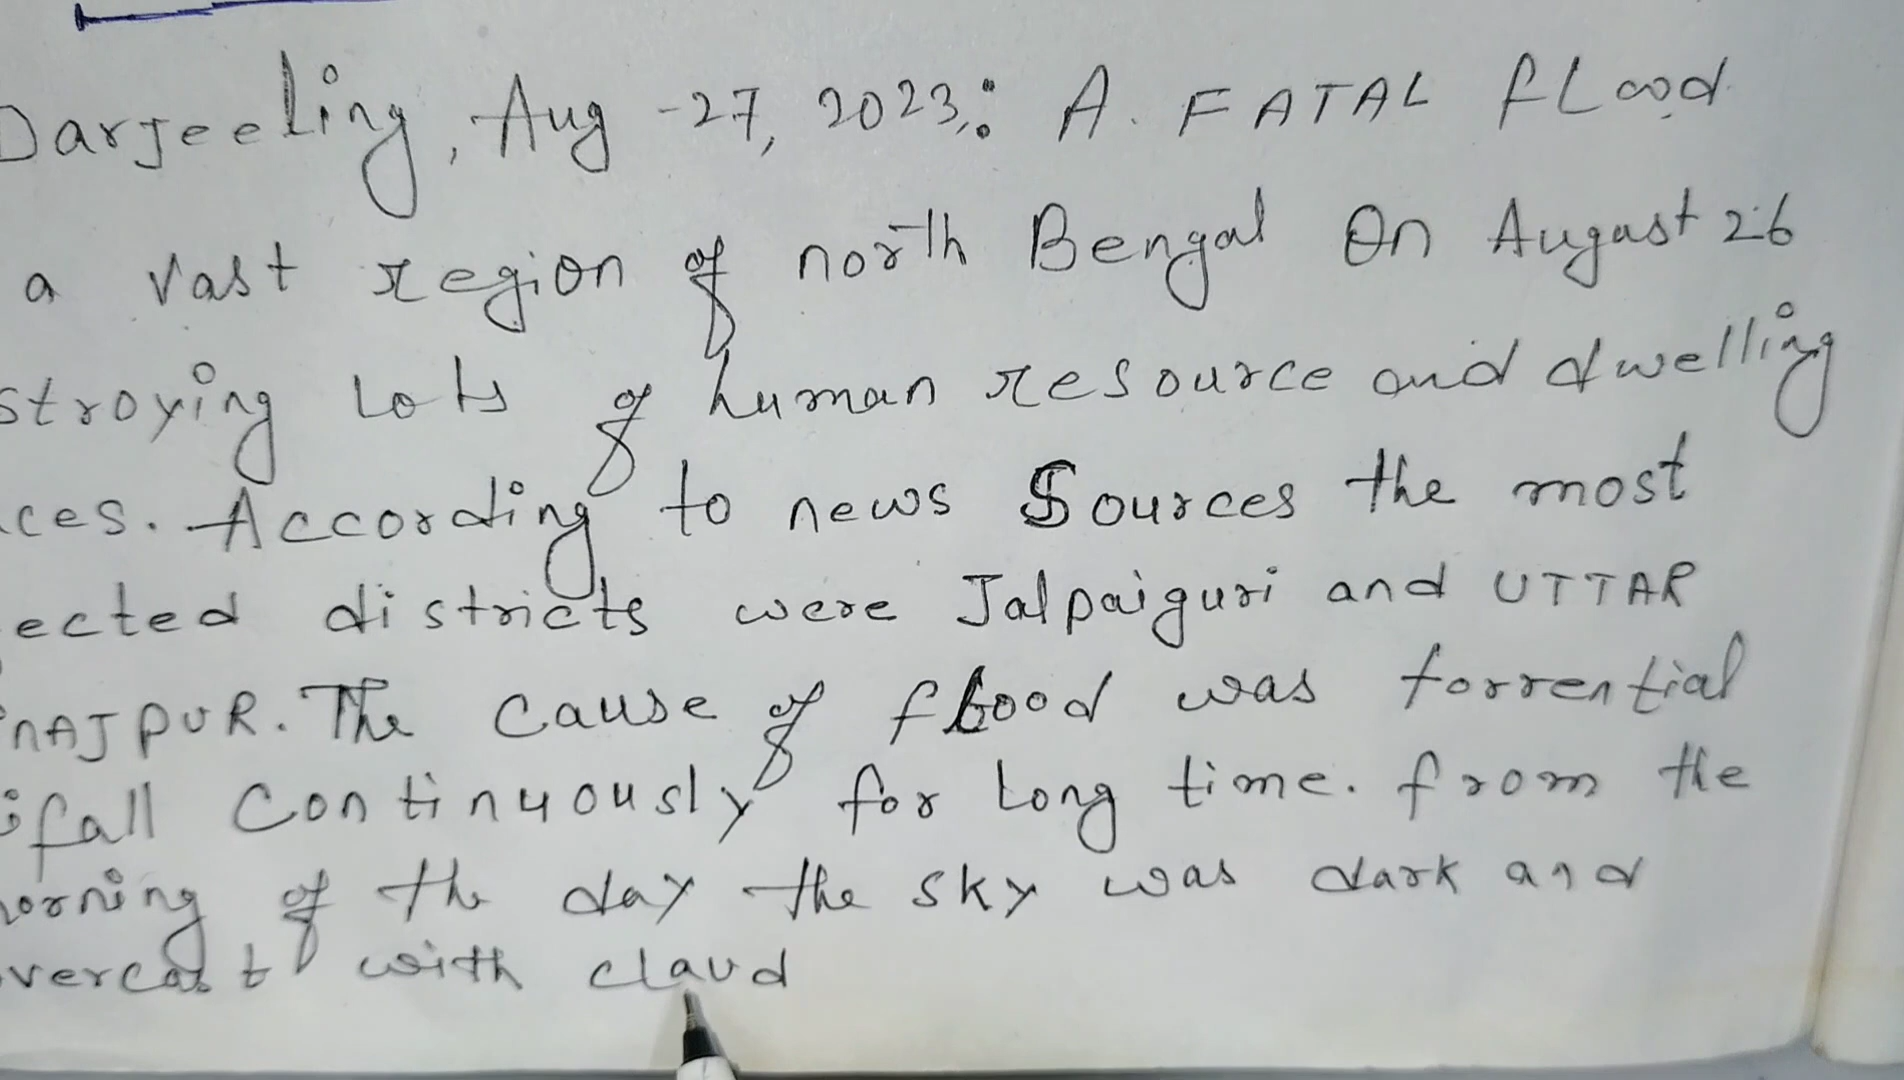 Darjeeling, Aug -27, 2023,: A. FATAL flood
a vast region of north Bengal On August 26
stroying lots of human resource and dwelling
ces. According to news Sources the most
ected districts were Jalpaiguri and UTTAR
NAJPUR. The cause of flood was torrential
fall continuously for long time. from the
orning of the day the sky was dark and
vercast with claud